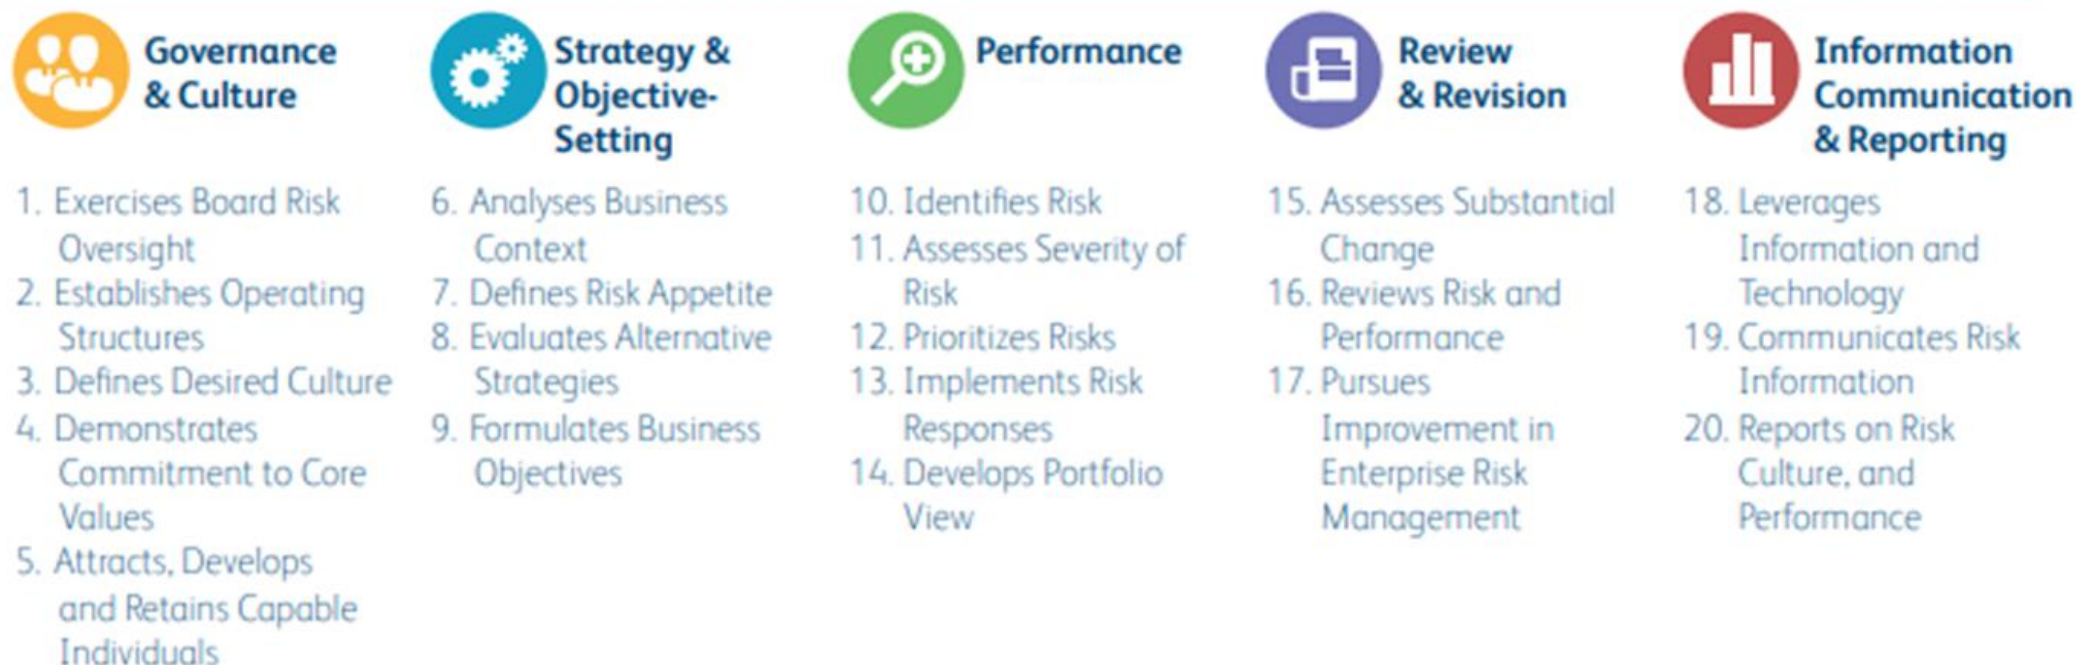 Governance
& Culture
1. Exercises Board Risk
Oversight
2. Establishes Operating
Structures
3. Defines Desired Culture
4. Demonstrates
Commitment to Core
Values
5. Attracts, Develops
and Retains Capable
Individuals
Strategy &
Objective-
Setting
6. Analyses Business
Context
7. Defines Risk Appetite
8. Evaluates Alternative
Strategies
9. Formulates Business
Objectives
Performance
10. Identifies Risk
11. Assesses Severity of
Risk
12. Prioritizes Risks
13. Implements Risk
Responses
14. Develops Portfolio
View
Review
& Revision
15. Assesses Substantial
Change
16. Reviews Risk and
Performance
17. Pursues
Improvement in
Enterprise Risk
Management
Information
Communication
& Reporting
18. Leverages
Information and
Technology
19. Communicates Risk
Information
20. Reports on Risk
Culture, and
Performance